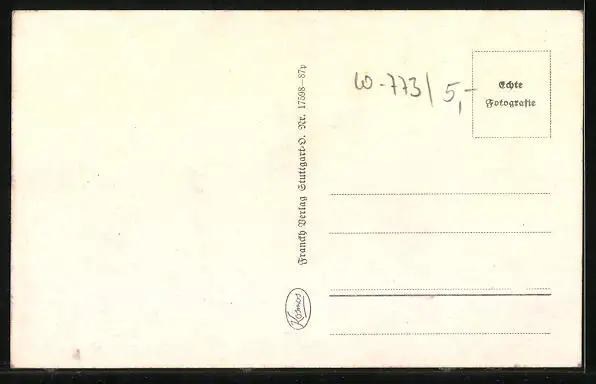 W-773/5,-
Echte
Fotografie
Franckh Verlag Stuttgart-O. Nr. 17598—87p
Kosmos